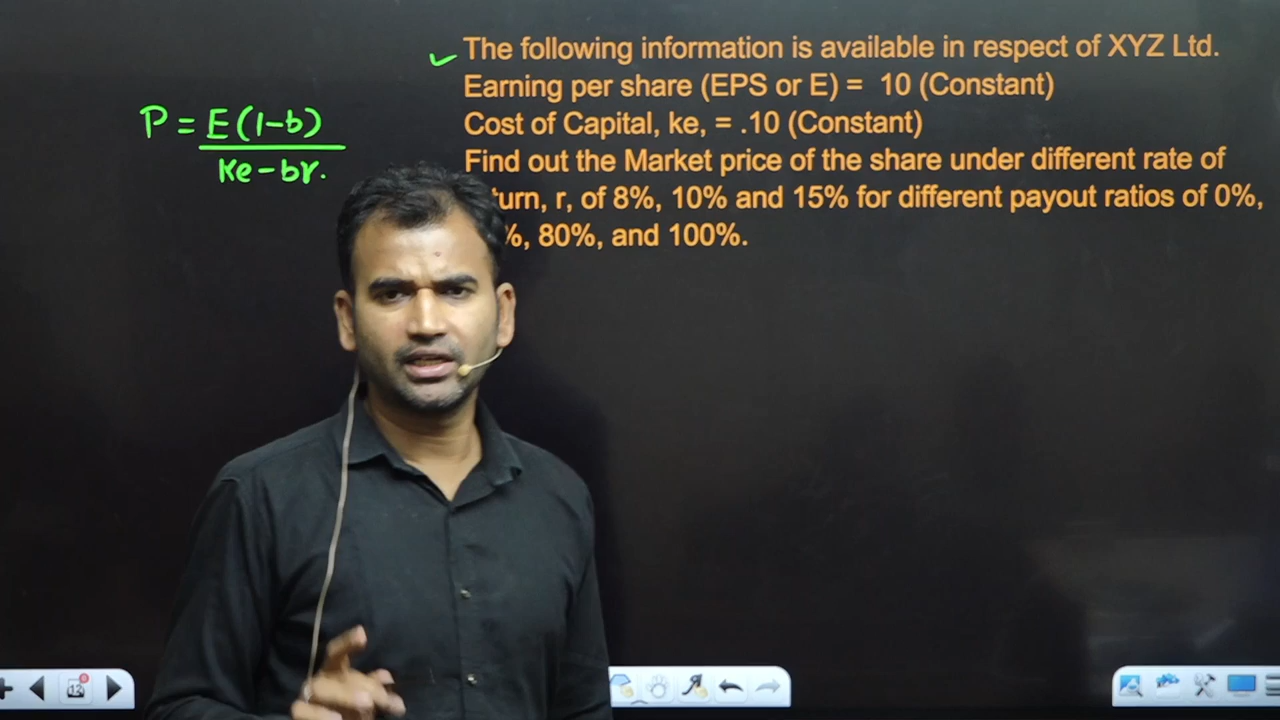 The following information is available in respect of XYZ Ltd.
Earning per share (EPS or E) = 10 (Constant)
Cost of Capital, ke, = .10 (Constant)
Find out the Market price of the share under different rate of
r, of 8%, 10% and 15% for different payout ratios of 0%,
80%, and 100%.
P = E(1-b)
ke-br.
12